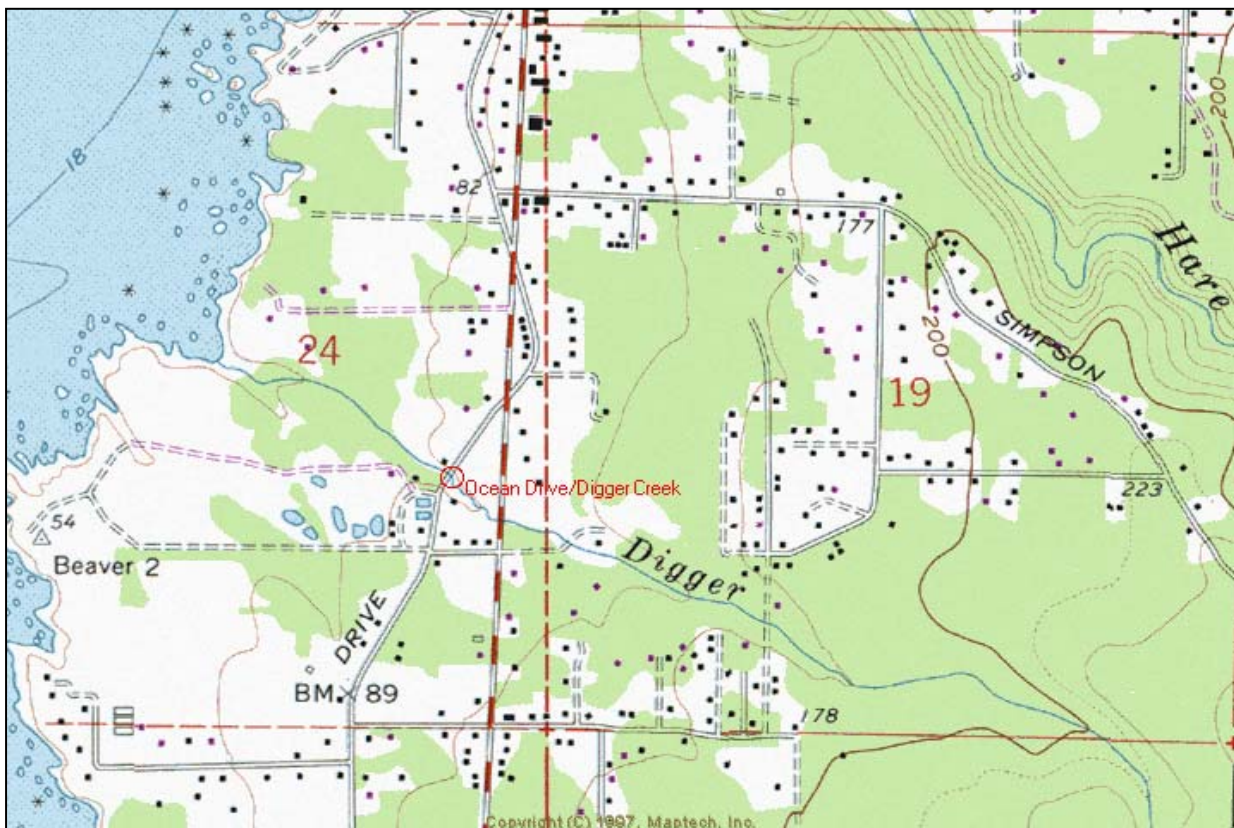 200
18
82
177
Hare
24
SIMPSON
200
19
Ocean Drive/Digger Creek
223
54
Beaver 2
Digger
DRIVE
BM X 89
178
Copyright (C) 1997, Maptech, Inc.